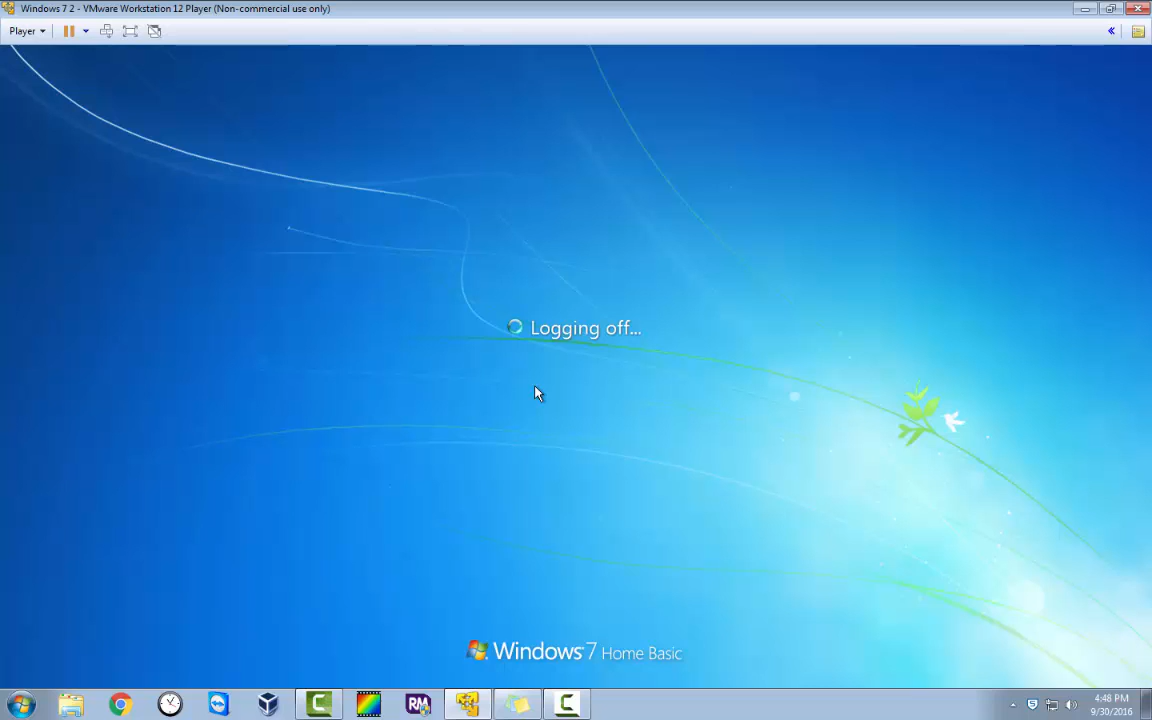 Windows 7 2 - VMware Workstation 12 Player (Non-commercial use only)
Player
Logging off...
Windows 7 Home Basic
RM
4:48 PM
9/30/2016